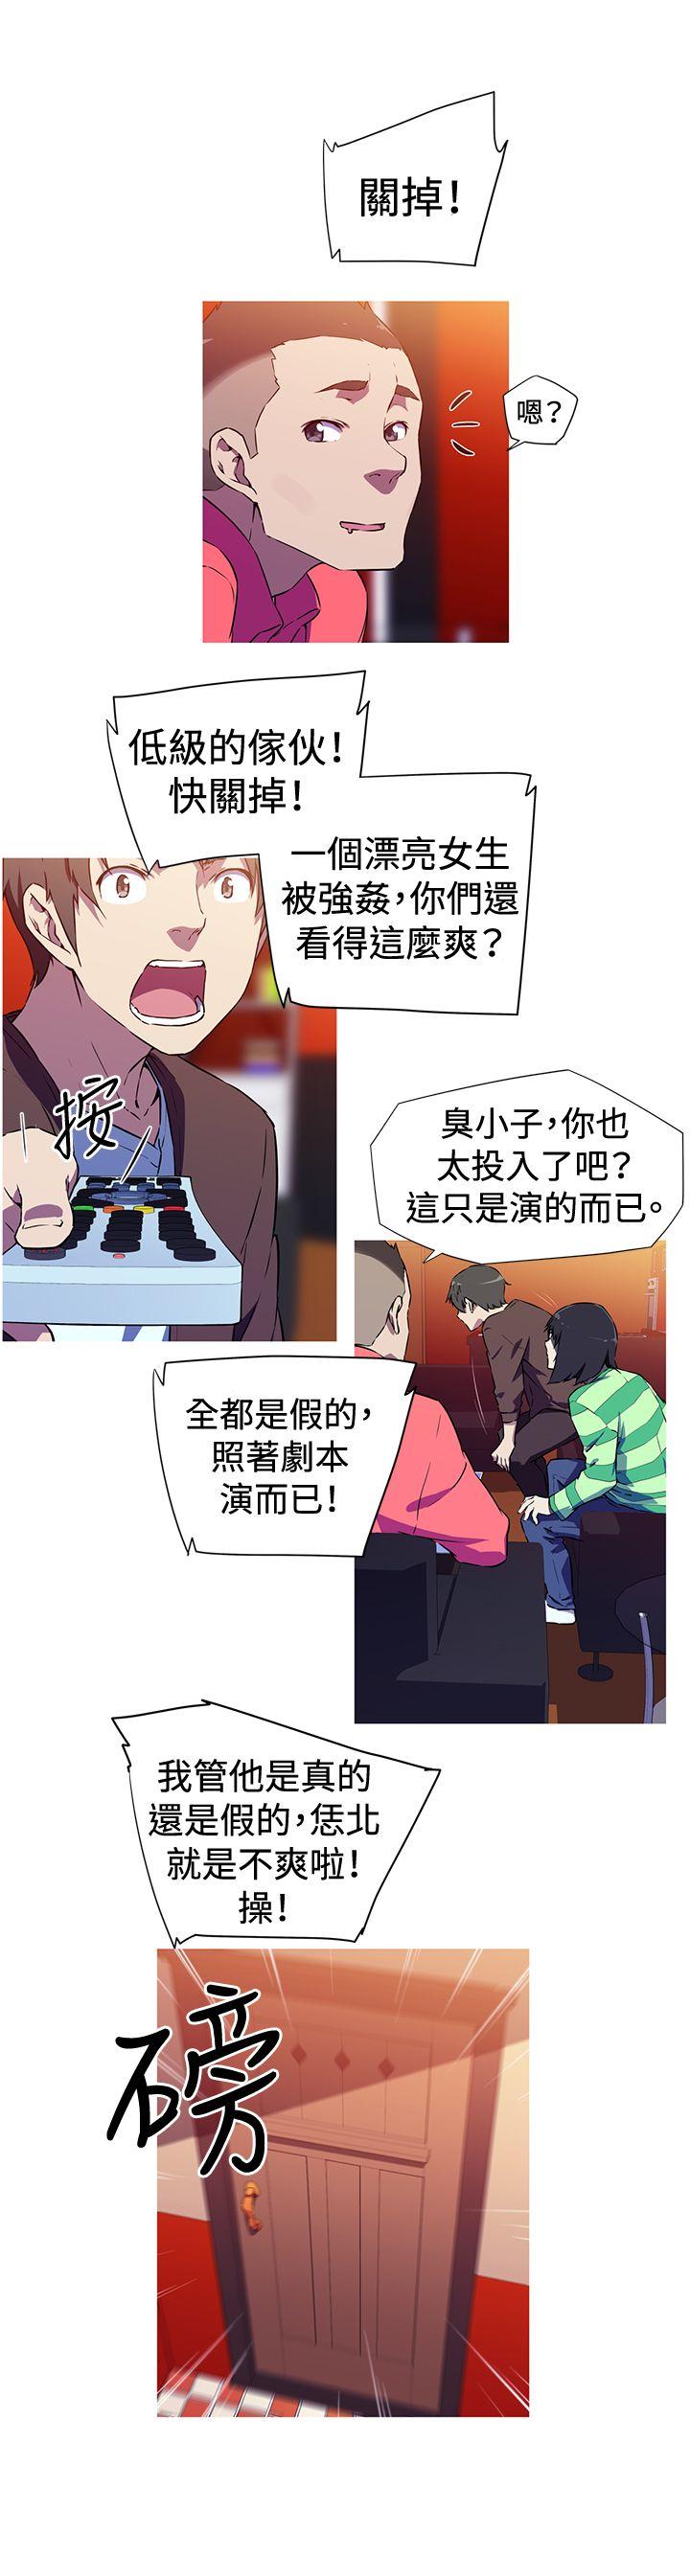 關掉！
嗯？
低級的傢伙！
快關掉！
一個漂亮女生
被強姦，你們還
看得這麼爽？
按
臭小子，你也
太投入了吧？
這只是演的而已。
全都是假的，
照著劇本
演而已！
我管他是真的
還是假的，恁北
就是不爽啦！
操！
磅